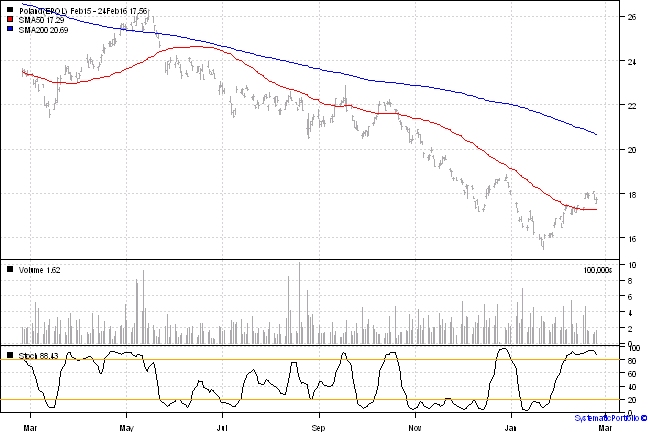 Poland(EPOL) Feb15 - 24Feb16 17.56
SMA50 17.29
SMA200 20.69
26
24
22
20
18
16
Volume 1.62
100,000s
10
8
6
4
2
0
Stoch 88.43
100
80
60
40
20
0
Mar May Jul Sep Nov Jan Mar
SystematicPortfolio ©